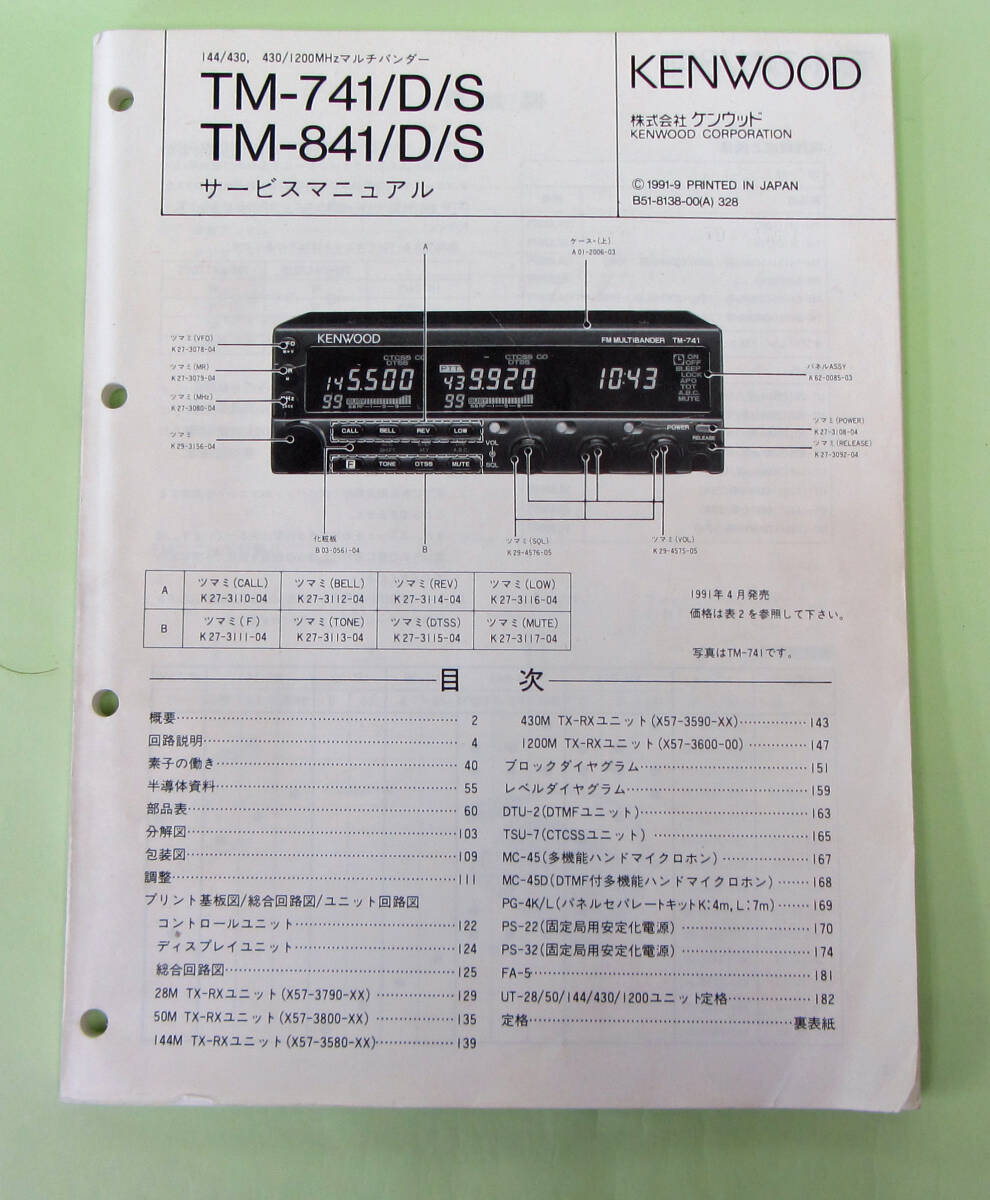 144/430, 430/1200MHzマルチバンダー
TM-741/D/S
TM-841/D/S
サービスマニュアル
KENWOOD
株式会社 ケンウッド
KENWOOD CORPORATION
© 1991-9 PRINTED IN JAPAN
B51-8138-00(A) 328
A
ケース・(上)
A01-2006-03
ツマミ(VFO)
K27-3078-04
ツマミ(MR)
K27-3079-04
ツマミ(MHz)
K27-3080-04
ツマミ
K29-3156-04
KENWOOD
FM MULTIBANDER TM-741
CTCSS CO
DTSS
CTCSS CO
DTSS
PTT
145.500
439.920
10:43
99 BUSY
99 BUSY
ON
OFF
SLEEP
LOCK
APO
TOT
A.B.C.
MUTE
CALL BELL REV LOW
F TONE DTSS MUTE
VOL
SQL
POWER
RELEASE
パネルASSY
A62-0085-03
ツマミ(POWER)
K27-3108-04
ツマミ(RELEASE)
K27-3092-04
化粧板
B03-0561-04
B
ツマミ(SQL)
K29-4576-05
ツマミ(VOL)
K29-4575-05
A ツマミ(CALL) ツマミ(BELL) ツマミ(REV) ツマミ(LOW)
K27-3110-04 K27-3112-04 K27-3114-04 K27-3116-04
B ツマミ(F) ツマミ(TONE) ツマミ(DTSS) ツマミ(MUTE)
K27-3111-04 K27-3113-04 K27-3115-04 K27-3117-04
1991年4月発売
価格は表2を参照して下さい。
写真はTM-741です。
目 次
概要 2
回路説明 4
素子の働き 40
半導体資料 55
部品表 60
分解図 103
包装図 109
調整 111
プリント基板図/総合回路図/ユニット回路図
コントロールユニット 122
ディスプレイユニット 124
総合回路図 125
28M TX-RXユニット(X57-3790-XX) 129
50M TX-RXユニット(X57-3800-XX) 135
144M TX-RXユニット(X57-3580-XX) 139
430M TX-RXユニット(X57-3590-XX) 143
1200M TX-RXユニット(X57-3600-00) 147
ブロックダイヤグラム 151
レベルダイヤグラム 159
DTU-2(DTMFユニット) 163
TSU-7(CTCSSユニット) 165
MC-45(多機能ハンドマイクロホン) 167
MC-45D(DTMF付多機能ハンドマイクロホン) 168
PG-4K/L(パネルセパレートキットK:4m, L:7m) 169
PS-22(固定局用安定化電源) 170
PS-32(固定局用安定化電源) 174
FA-5 181
UT-28/50/144/430/1200ユニット定格 182
定格 裏表紙